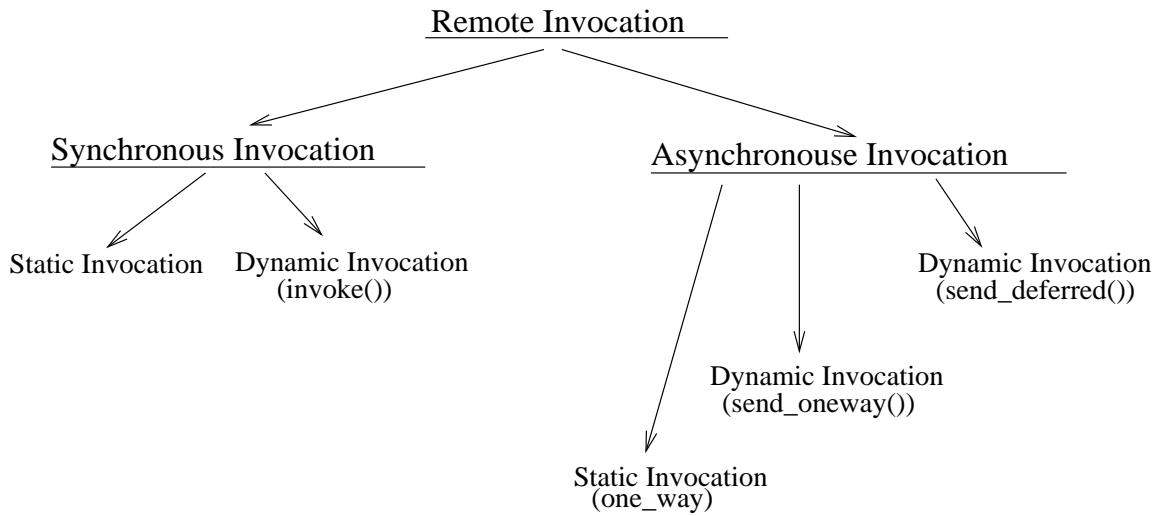 Remote Invocation
Synchronous Invocation
Asynchronouse Invocation
Static Invocation
Dynamic Invocation
(invoke())
Dynamic Invocation
(send_deferred())
Dynamic Invocation
(send_oneway())
Static Invocation
(one_way)